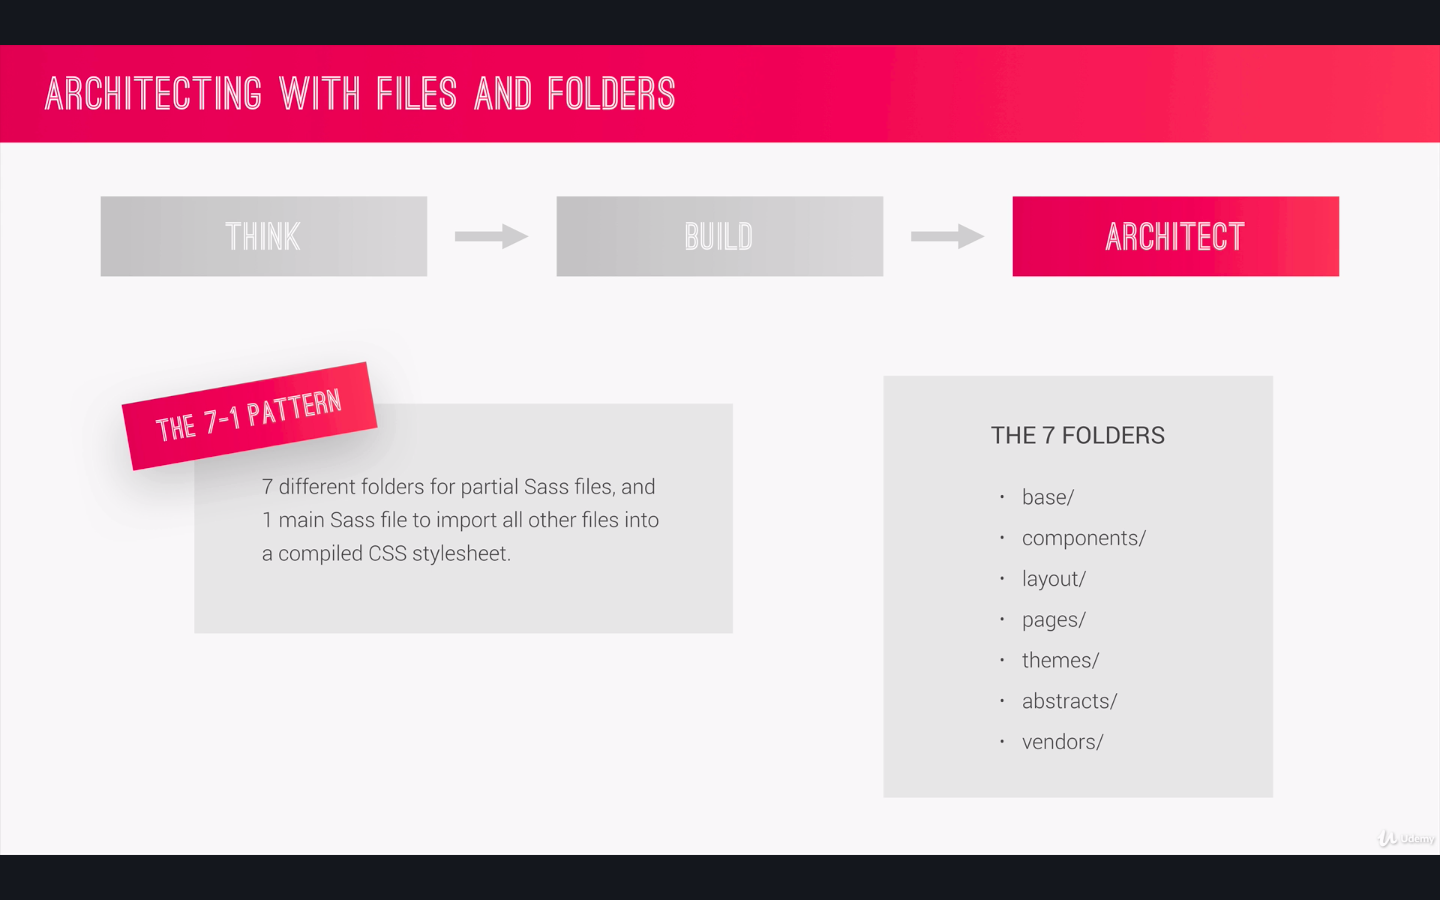 ARCHITECTING WITH FILES AND FOLDERS
THINK
BUILD
ARCHITECT
THE 7-1 PATTERN
7 different folders for partial Sass files, and
1 main Sass file to import all other files into
a compiled CSS stylesheet.
THE 7 FOLDERS
• base/
• components/
• layout/
• pages/
• themes/
• abstracts/
• vendors/
Udemy